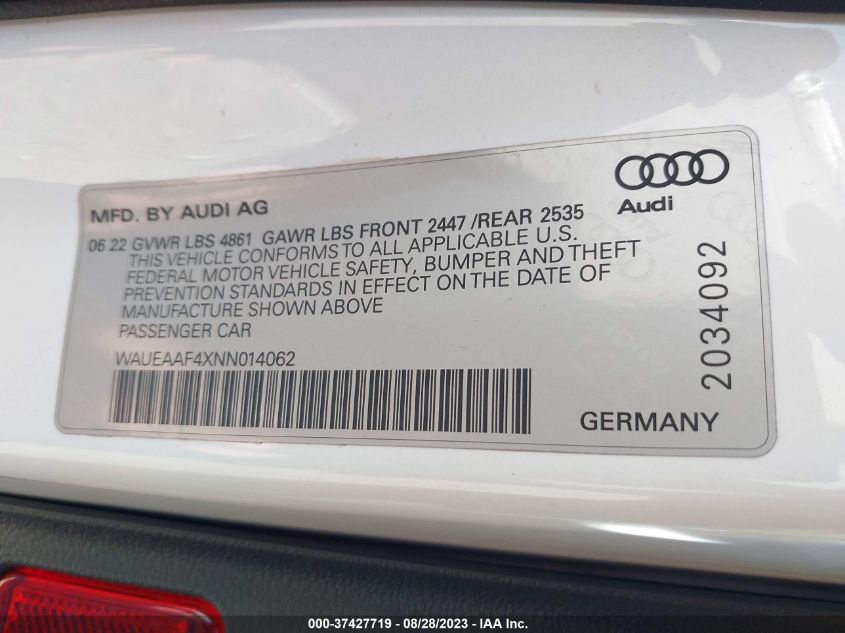 MFD. BY AUDI AG
Audi
06 22 GVWR LBS 4861 GAWR LBS FRONT 2447 /REAR 2535
THIS VEHICLE CONFORMS TO ALL APPLICABLE U.S.
FEDERAL MOTOR VEHICLE SAFETY, BUMPER AND THEFT
PREVENTION STANDARDS IN EFFECT ON THE DATE OF
MANUFACTURE SHOWN ABOVE
PASSENGER CAR
WAUEAAF4XNN014062
GERMANY
2034092
000-37427719 - 08/28/2023 - IAA Inc.